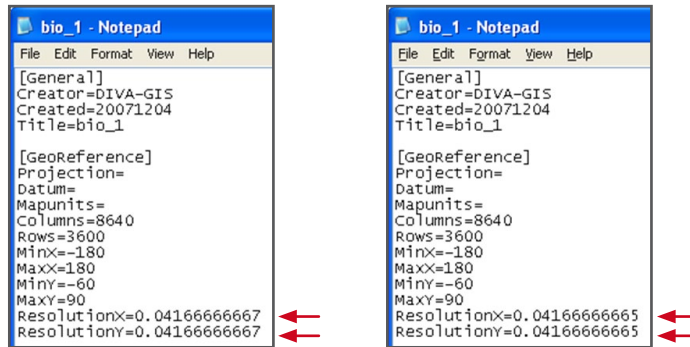 bio_1 - Notepad
File Edit Format View Help
[General]
Creator=DIVA-GIS
Created=20071204
Title=bio_1
[GeoReference]
Projection=
Datum=
Mapunits=
Columns=8640
Rows=3600
MinX=-180
MaxX=180
MinY=-60
MaxY=90
ResolutionX=0.04166666667
ResolutionY=0.04166666667
bio_1 - Notepad
File Edit Format View Help
[General]
Creator=DIVA-GIS
Created=20071204
Title=bio_1
[GeoReference]
Projection=
Datum=
Mapunits=
Columns=8640
Rows=3600
MinX=-180
MaxX=180
MinY=-60
MaxY=90
ResolutionX=0.04166666665
ResolutionY=0.04166666665